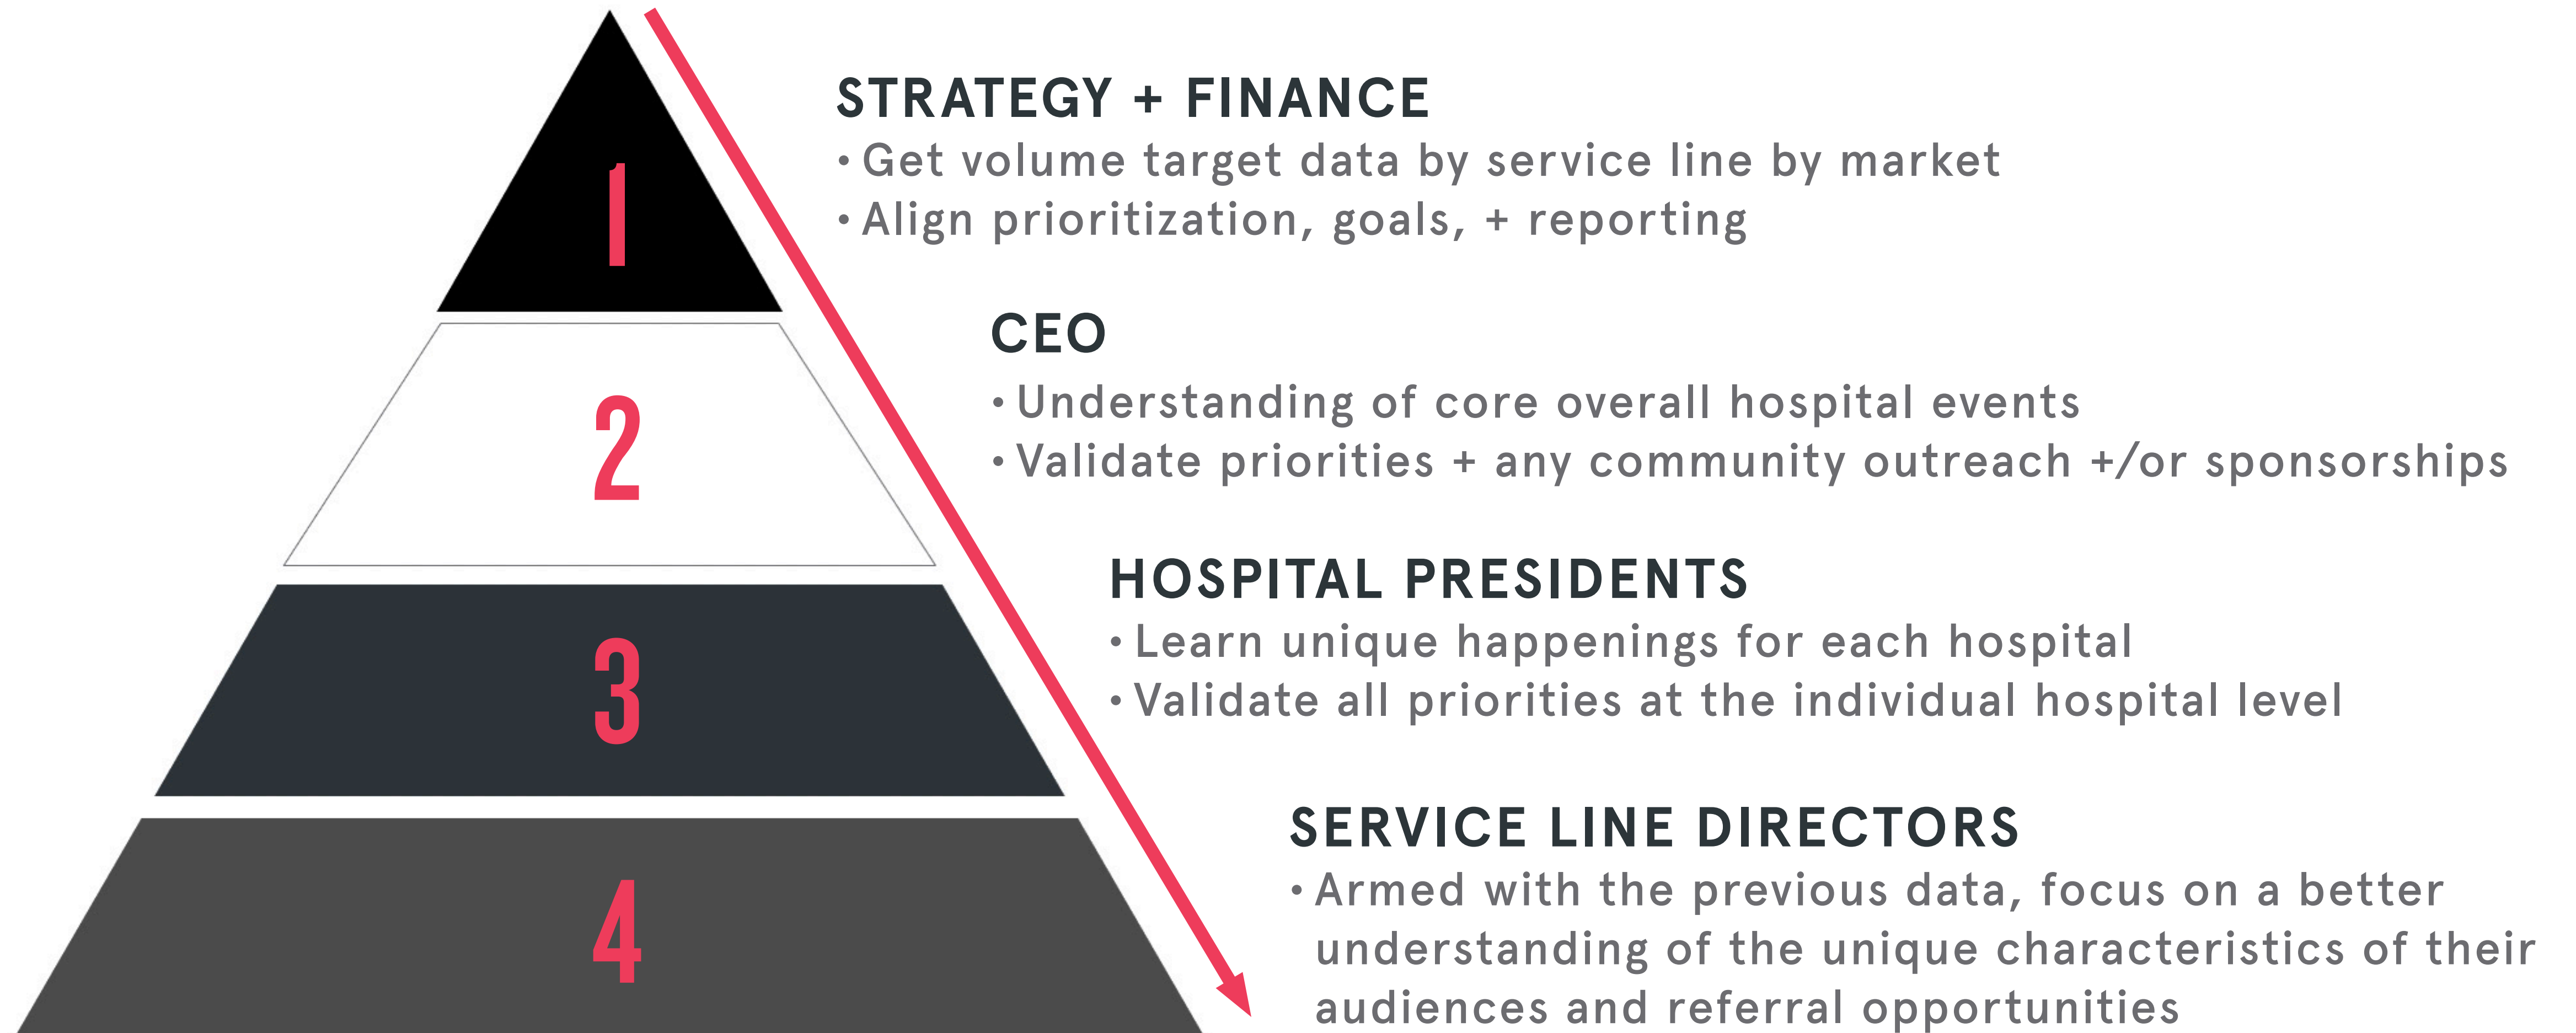 1
STRATEGY + FINANCE
• Get volume target data by service line by market
• Align prioritization, goals, + reporting
2
CEO
• Understanding of core overall hospital events
• Validate priorities + any community outreach +/or sponsorships
3
HOSPITAL PRESIDENTS
• Learn unique happenings for each hospital
• Validate all priorities at the individual hospital level
4
SERVICE LINE DIRECTORS
• Armed with the previous data, focus on a better
understanding of the unique characteristics of their
audiences and referral opportunities